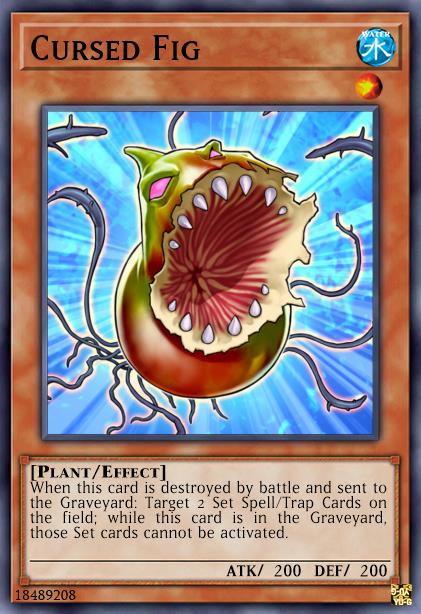 Cursed Fig
WATER
水
[Plant/Effect]
When this card is destroyed by battle and sent to
the Graveyard: Target 2 Set Spell/Trap Cards on
the field; while this card is in the Graveyard,
those Set cards cannot be activated.
ATK/ 200 DEF/ 200
18489208